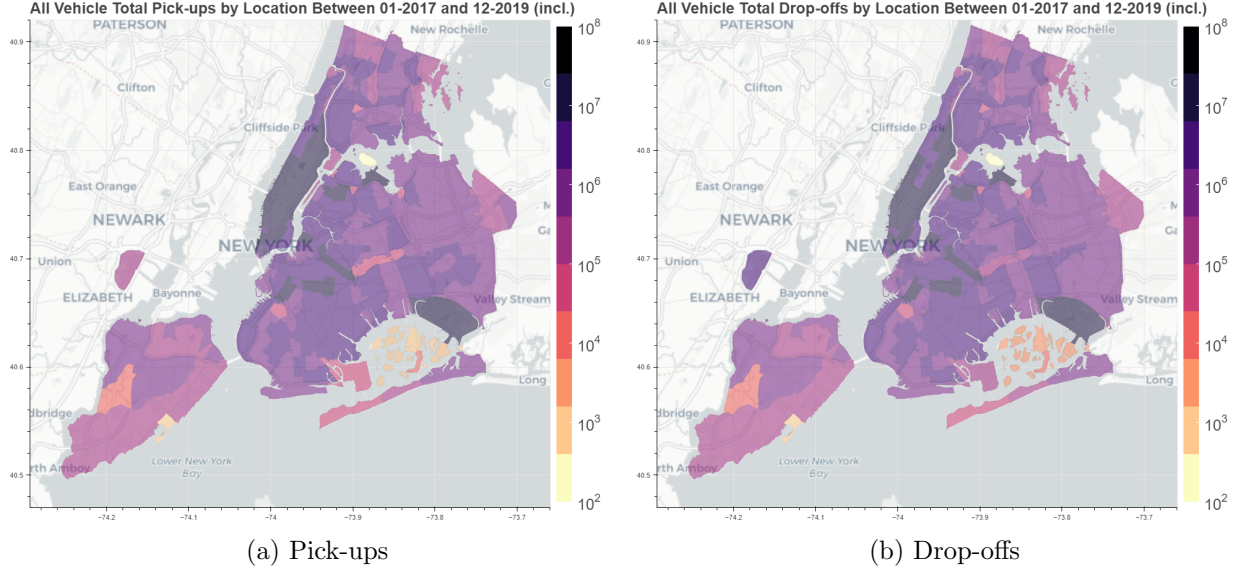 All Vehicle Total Pick-ups by Location Between 01-2017 and 12-2019 (incl.)
PATERSON
New Rochelle
Clifton
Cliffside Park
East Orange
NEWARK
NEW YORK
Union
ELIZABETH
Bayonne
Valley Stream
Long
dbridge
rth Amboy
Lower New York
Bay
40.9
40.8
40.7
40.6
40.5
−74.2
−74.1
−74
−73.9
−73.8
−73.7
10^8
10^7
10^6
10^5
10^4
10^3
10^2
(a) Pick-ups
All Vehicle Total Drop-offs by Location Between 01-2017 and 12-2019 (incl.)
PATERSON
New Rochelle
Clifton
Cliffside Park
East Orange
NEWARK
NEW YORK
Union
ELIZABETH
Bayonne
Valley Stream
Long
dbridge
rth Amboy
Lower New York
Bay
40.9
40.8
40.7
40.6
40.5
−74.2
−74.1
−74
−73.9
−73.8
−73.7
10^8
10^7
10^6
10^5
10^4
10^3
10^2
(b) Drop-offs